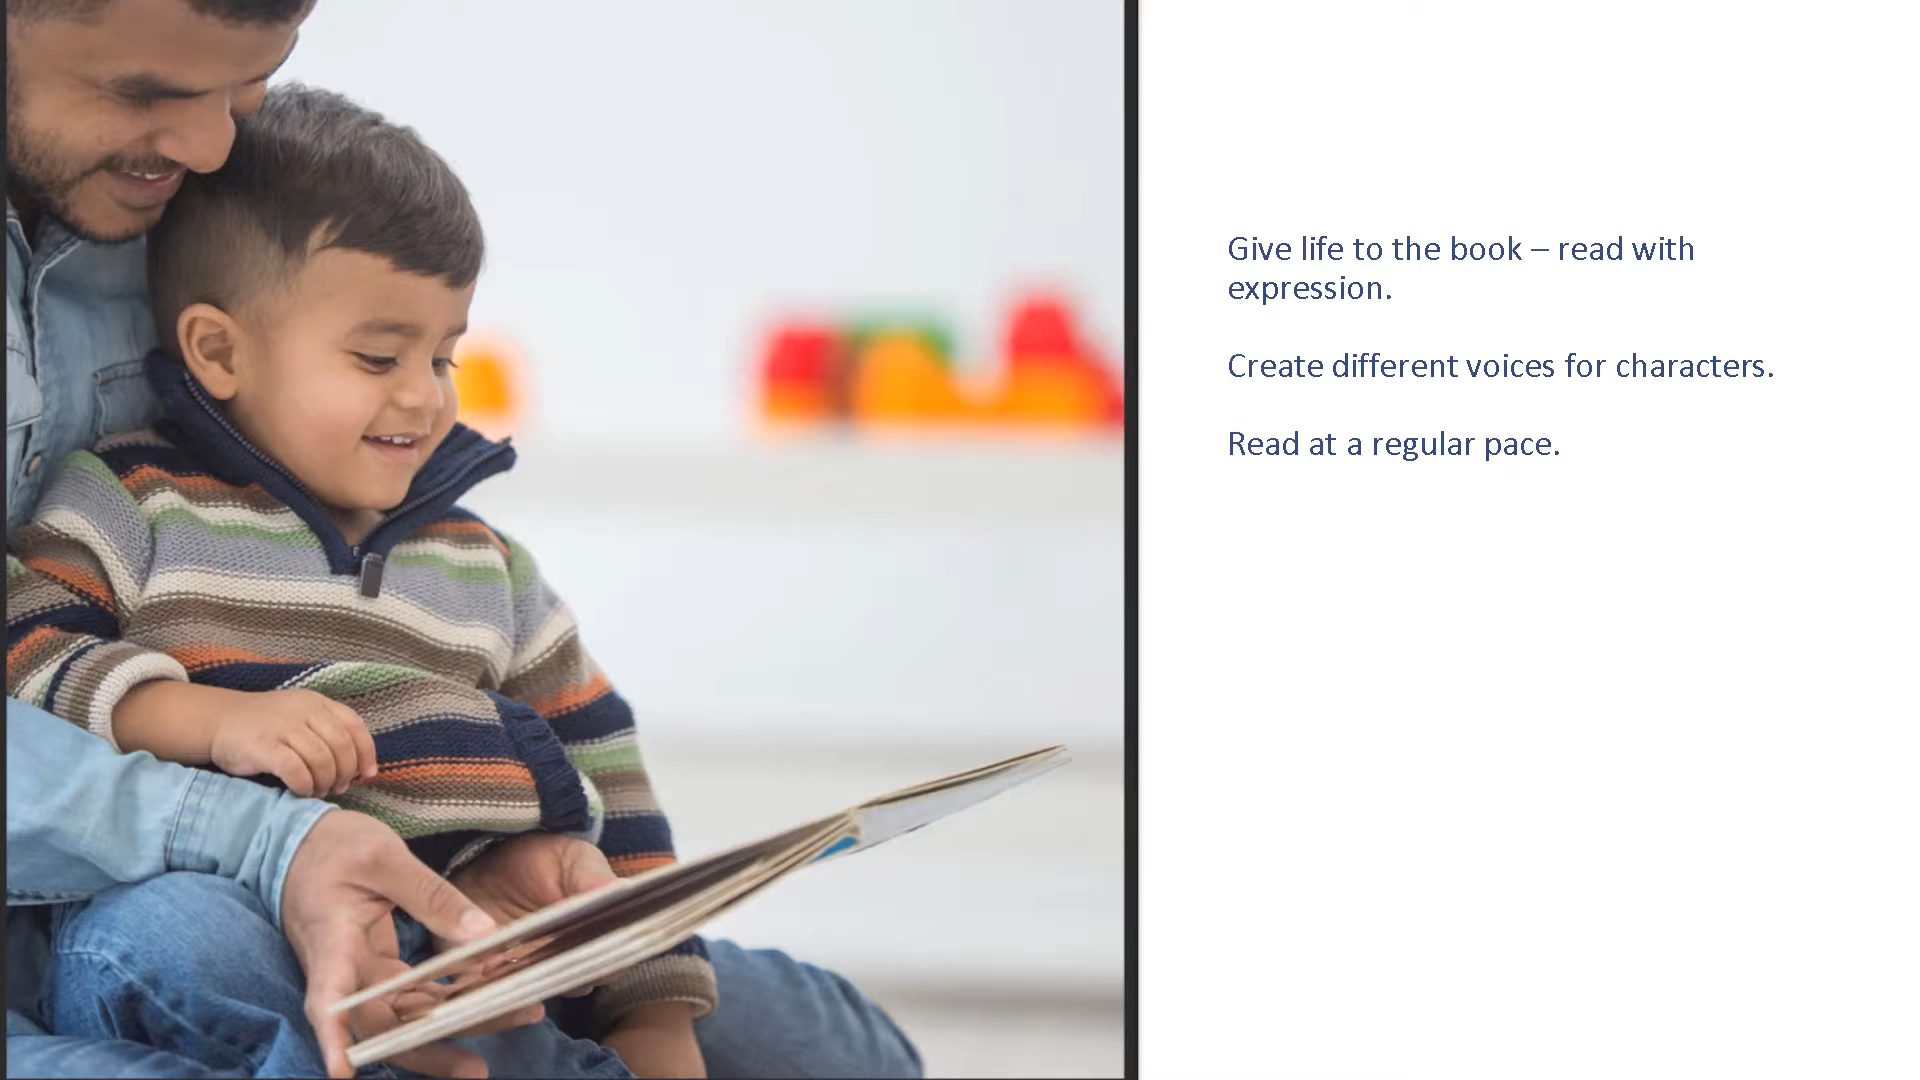 Give life to the book – read with
expression.
Create different voices for characters.
Read at a regular pace.